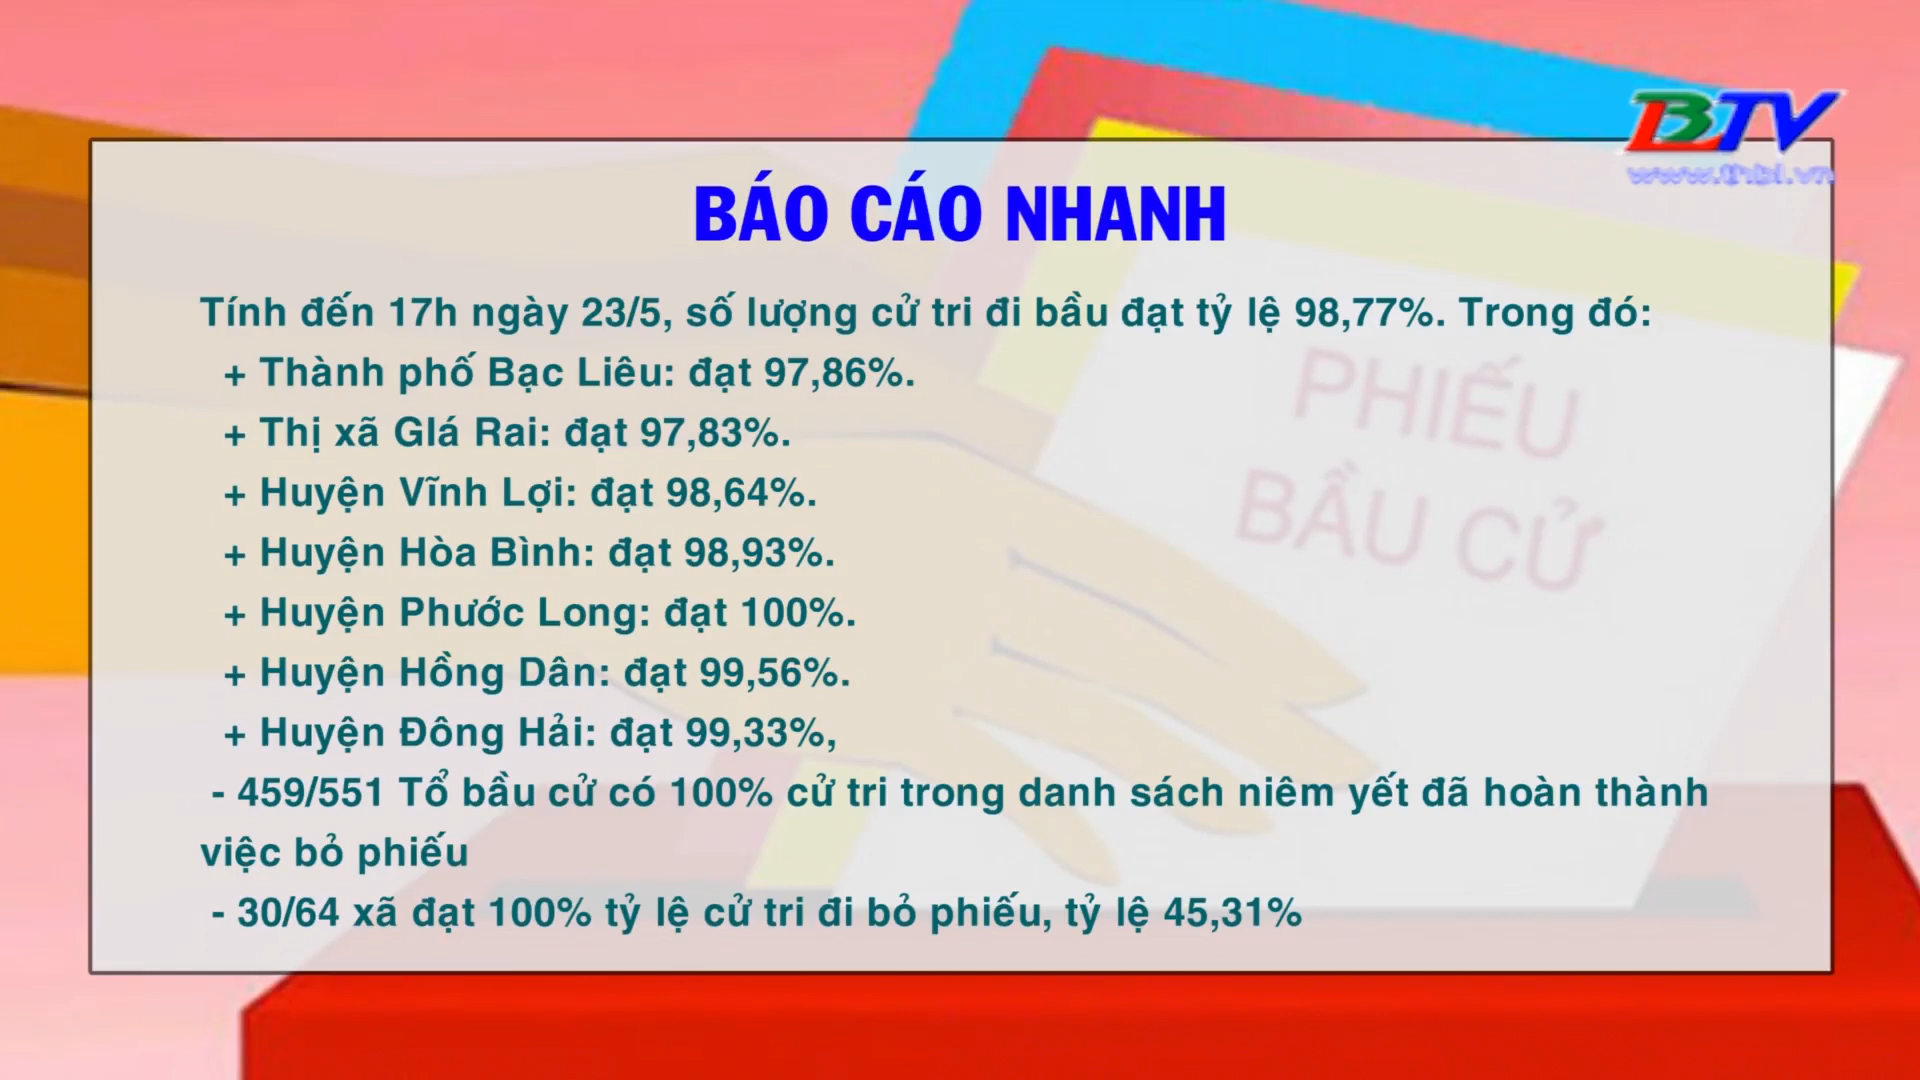 BTV
www.thbl.vn
BÁO CÁO NHANH
Tính đến 17h ngày 23/5, số lượng cử tri đi bầu đạt tỷ lệ 98,77%. Trong đó:
+ Thành phố Bạc Liêu: đạt 97,86%.
+ Thị xã GIá Rai: đạt 97,83%.
+ Huyện Vĩnh Lợi: đạt 98,64%.
+ Huyện Hòa Bình: đạt 98,93%.
+ Huyện Phước Long: đạt 100%.
+ Huyện Hồng Dân: đạt 99,56%.
+ Huyện Đông Hải: đạt 99,33%,
- 459/551 Tổ bầu cử có 100% cử tri trong danh sách niêm yết đã hoàn thành
việc bỏ phiếu
- 30/64 xã đạt 100% tỷ lệ cử tri đi bỏ phiếu, tỷ lệ 45,31%
PHIẾU
BẦU CỬ